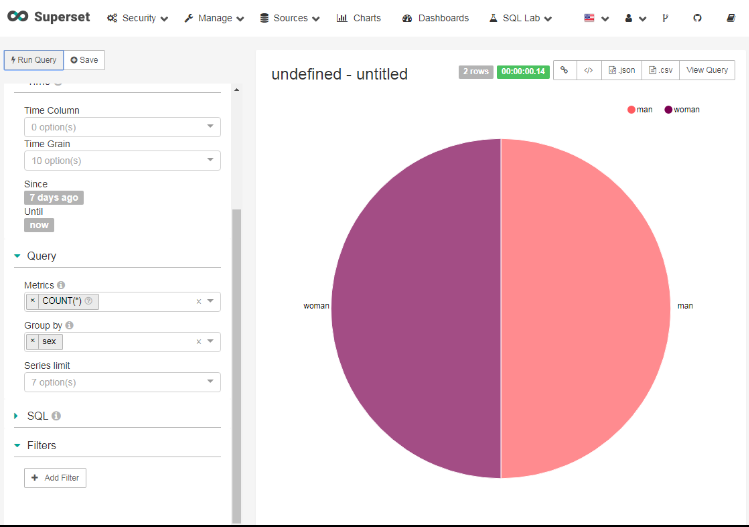 Superset Security Manage Sources Charts Dashboards SQL Lab
Run Query Save
undefined - untitled 2 rows 00:00:00.14 </> .json .csv View Query
man woman
Time Column
0 option(s)
Time Grain
10 option(s)
Since
7 days ago
Until
now
Query
Metrics
× COUNT(*) x
Group by
× sex x
Series limit
7 option(s)
SQL
Filters
+ Add Filter
woman
man